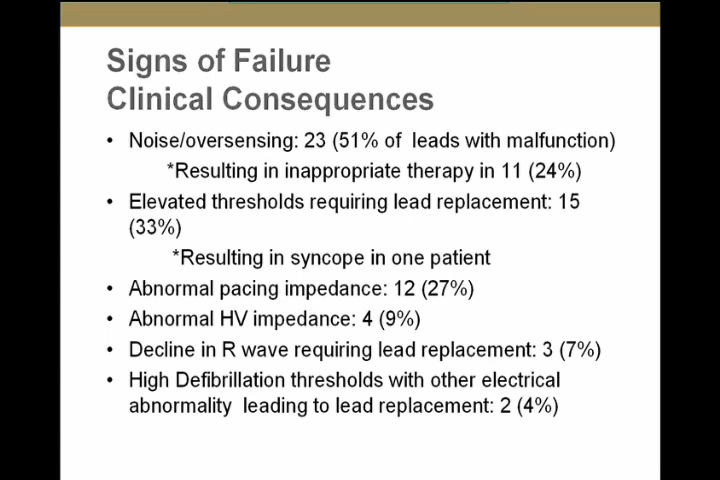 Signs of Failure
Clinical Consequences
• Noise/oversensing: 23 (51% of leads with malfunction)
*Resulting in inappropriate therapy in 11 (24%)
• Elevated thresholds requiring lead replacement: 15
(33%)
*Resulting in syncope in one patient
• Abnormal pacing impedance: 12 (27%)
• Abnormal HV impedance: 4 (9%)
• Decline in R wave requiring lead replacement: 3 (7%)
• High Defibrillation thresholds with other electrical
abnormality leading to lead replacement: 2 (4%)